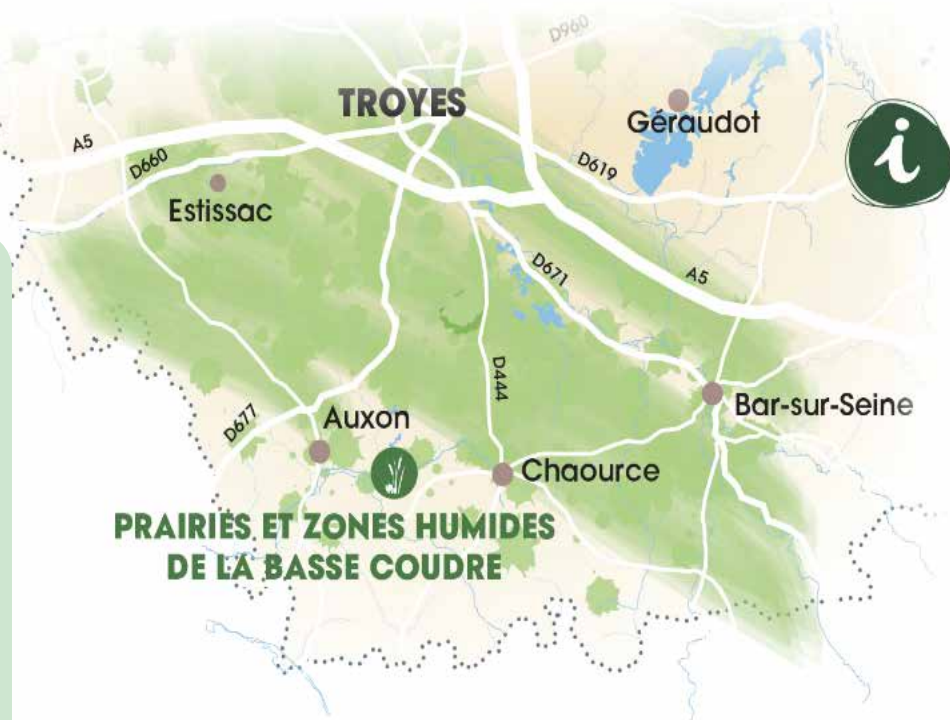 D960
TROYES
Géraudot
i
A5
D660
D619
Estissac
D671
A5
D444
Bar-sur-Seine
D677
Auxon
Chaource
PRAIRIES ET ZONES HUMIDES
DE LA BASSE COUDRE